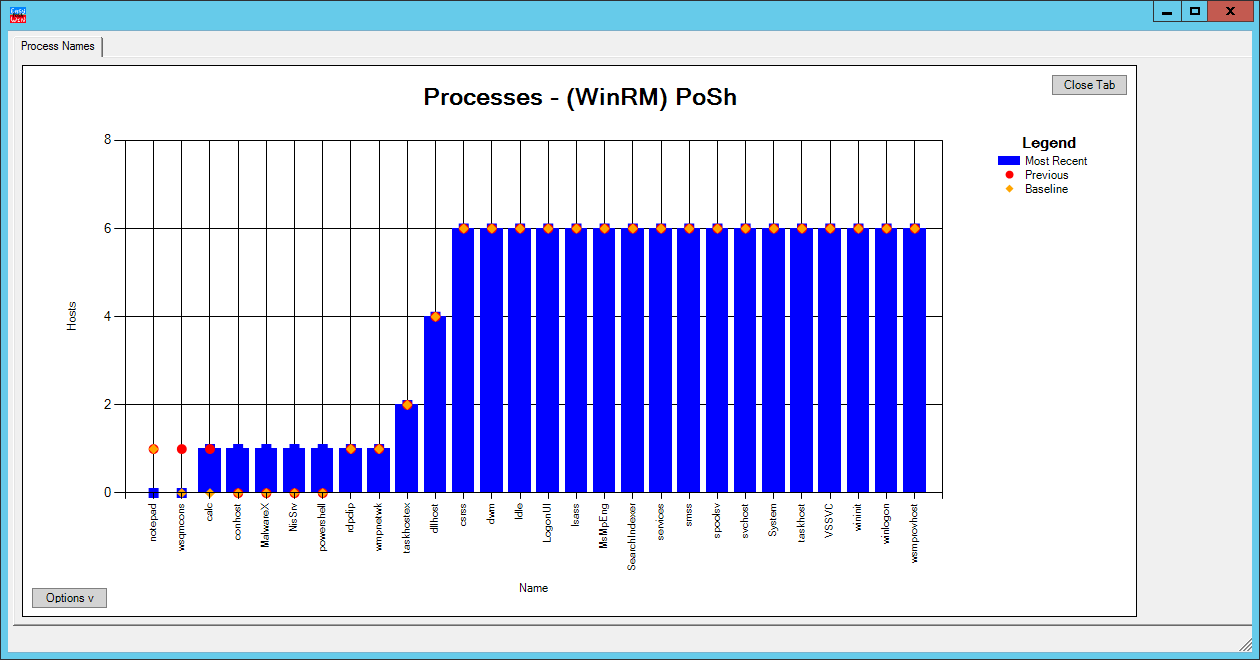 Easy
Win
Process Names
Close Tab
Processes - (WinRM) PoSh
Legend
Most Recent
Previous
Baseline
Hosts
8
6
4
2
0
notepad
wsqmcons
calc
conhost
MalwareX
NisSrv
powershell
rdpclip
wmpnetwk
taskhostex
dllhost
csrss
dwm
Idle
LogonUI
lsass
MsMpEng
SearchIndexer
services
smss
spoolsv
svchost
System
taskhost
VSSVC
wininit
winlogon
wsmprovhost
Name
Options v